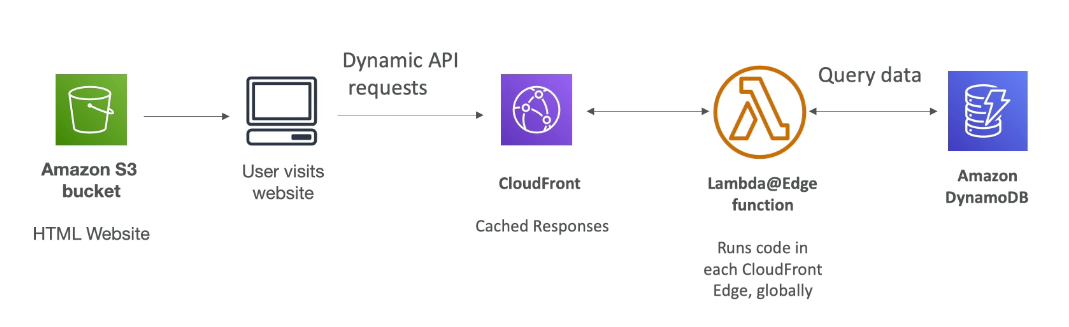 Dynamic API
requests
Query data
Amazon S3
bucket
HTML Website
User visits
website
CloudFront
Cached Responses
Lambda@Edge
function
Runs code in
each CloudFront
Edge, globally
Amazon
DynamoDB